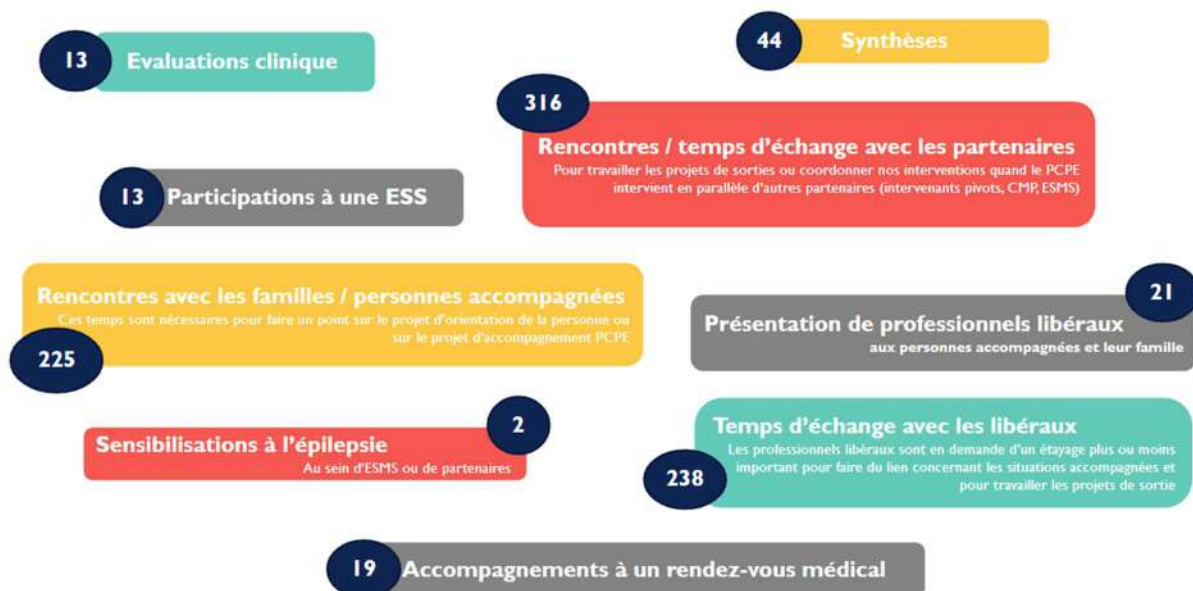 13
Evaluations clinique
44
Synthèses
316
Rencontres / temps d'échange avec les partenaires
Pour travailler les projets de sorties ou coordonner nos interventions quand le PCPE
intervient en parallèle d'autres partenaires (intervenants pivots, CMP, ESMS)
13
Participations à une ESS
Rencontres avec les familles / personnes accompagnées
Ces temps sont nécessaires pour faire un point sur le projet d'orientation de la personne ou
sur le projet d'accompagnement PCPE
225
21
Présentation de professionnels libéraux
aux personnes accompagnées et leur famille
2
Sensibilisations à l'épilepsie
Au sein d'ESMS ou de partenaires
Temps d'échange avec les libéraux
Les professionnels libéraux sont en demande d'un étayage plus ou moins
important pour faire du lien concernant les situations accompagnées et
pour travailler les projets de sortie
238
19
Accompagnements à un rendez-vous médical